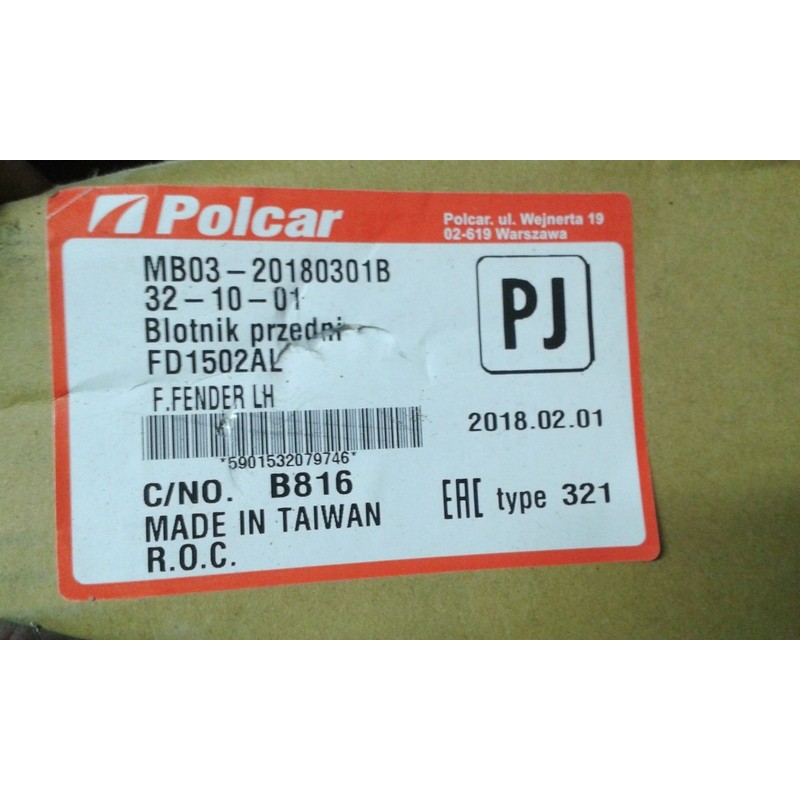 Polcar
Polcar. ul. Wejnerta 19
02-619 Warszawa
MB03-20180301B
32-10-01
Blotnik przedni
FD1502AL
F.FENDER LH
PJ
2018.02.01
*5901532079746*
C/NO. B816
EAC type 321
MADE IN TAIWAN
R.O.C.